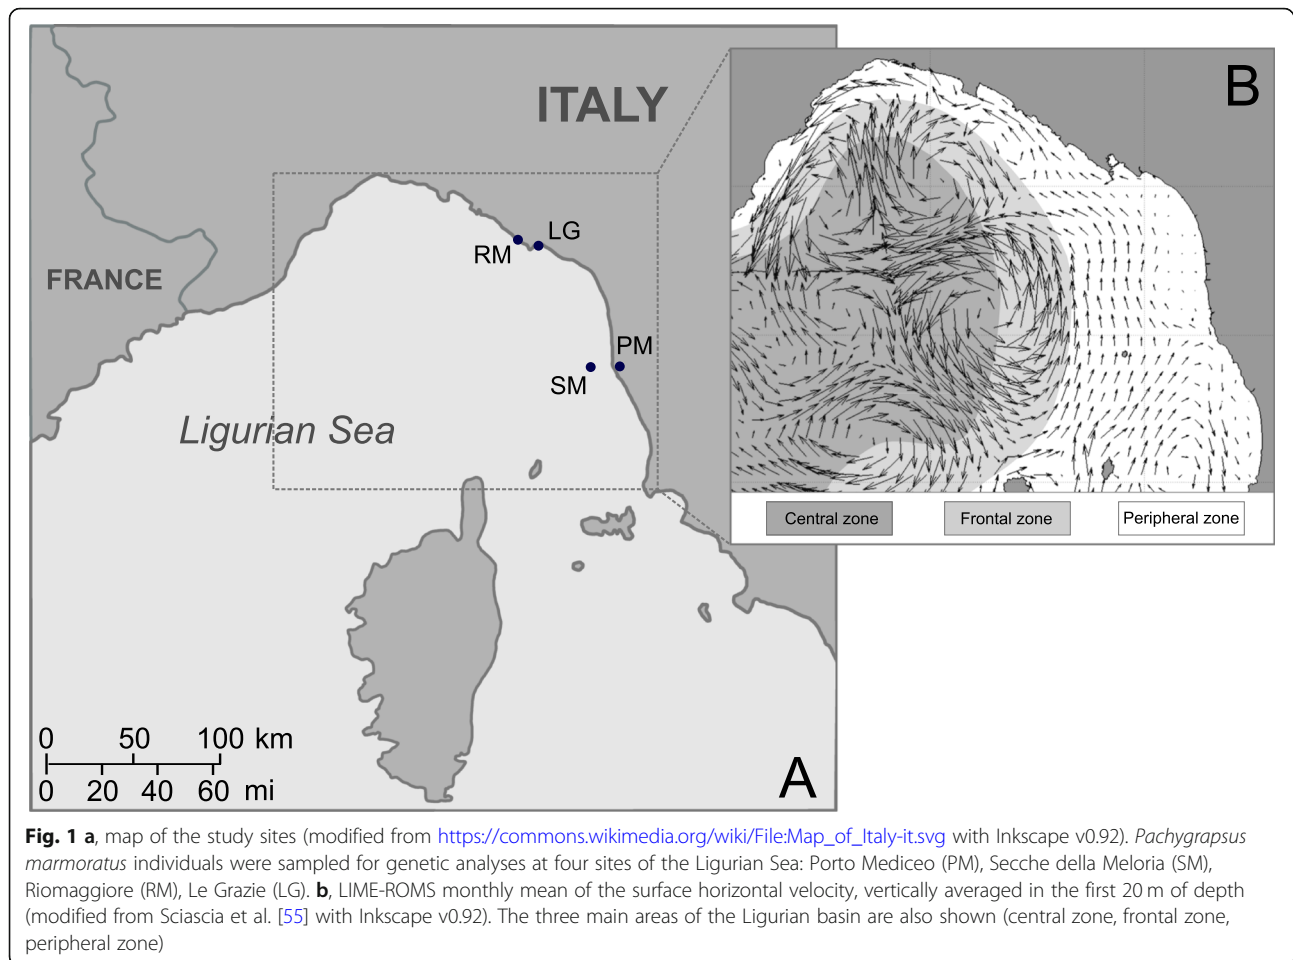 ITALY
B
LG
RM
FRANCE
PM
SM
Ligurian Sea
Central zone
Frontal zone
Peripheral zone
0 50 100 km
0 20 40 60 mi
A
Fig. 1 a, map of the study sites (modified from https://commons.wikimedia.org/wiki/File:Map_of_Italy-it.svg with Inkscape v0.92). Pachygrapsus
marmoratus individuals were sampled for genetic analyses at four sites of the Ligurian Sea: Porto Mediceo (PM), Secche della Meloria (SM),
Riomaggiore (RM), Le Grazie (LG). b, LIME-ROMS monthly mean of the surface horizontal velocity, vertically averaged in the first 20 m of depth
(modified from Sciascia et al. [55] with Inkscape v0.92). The three main areas of the Ligurian basin are also shown (central zone, frontal zone,
peripheral zone)